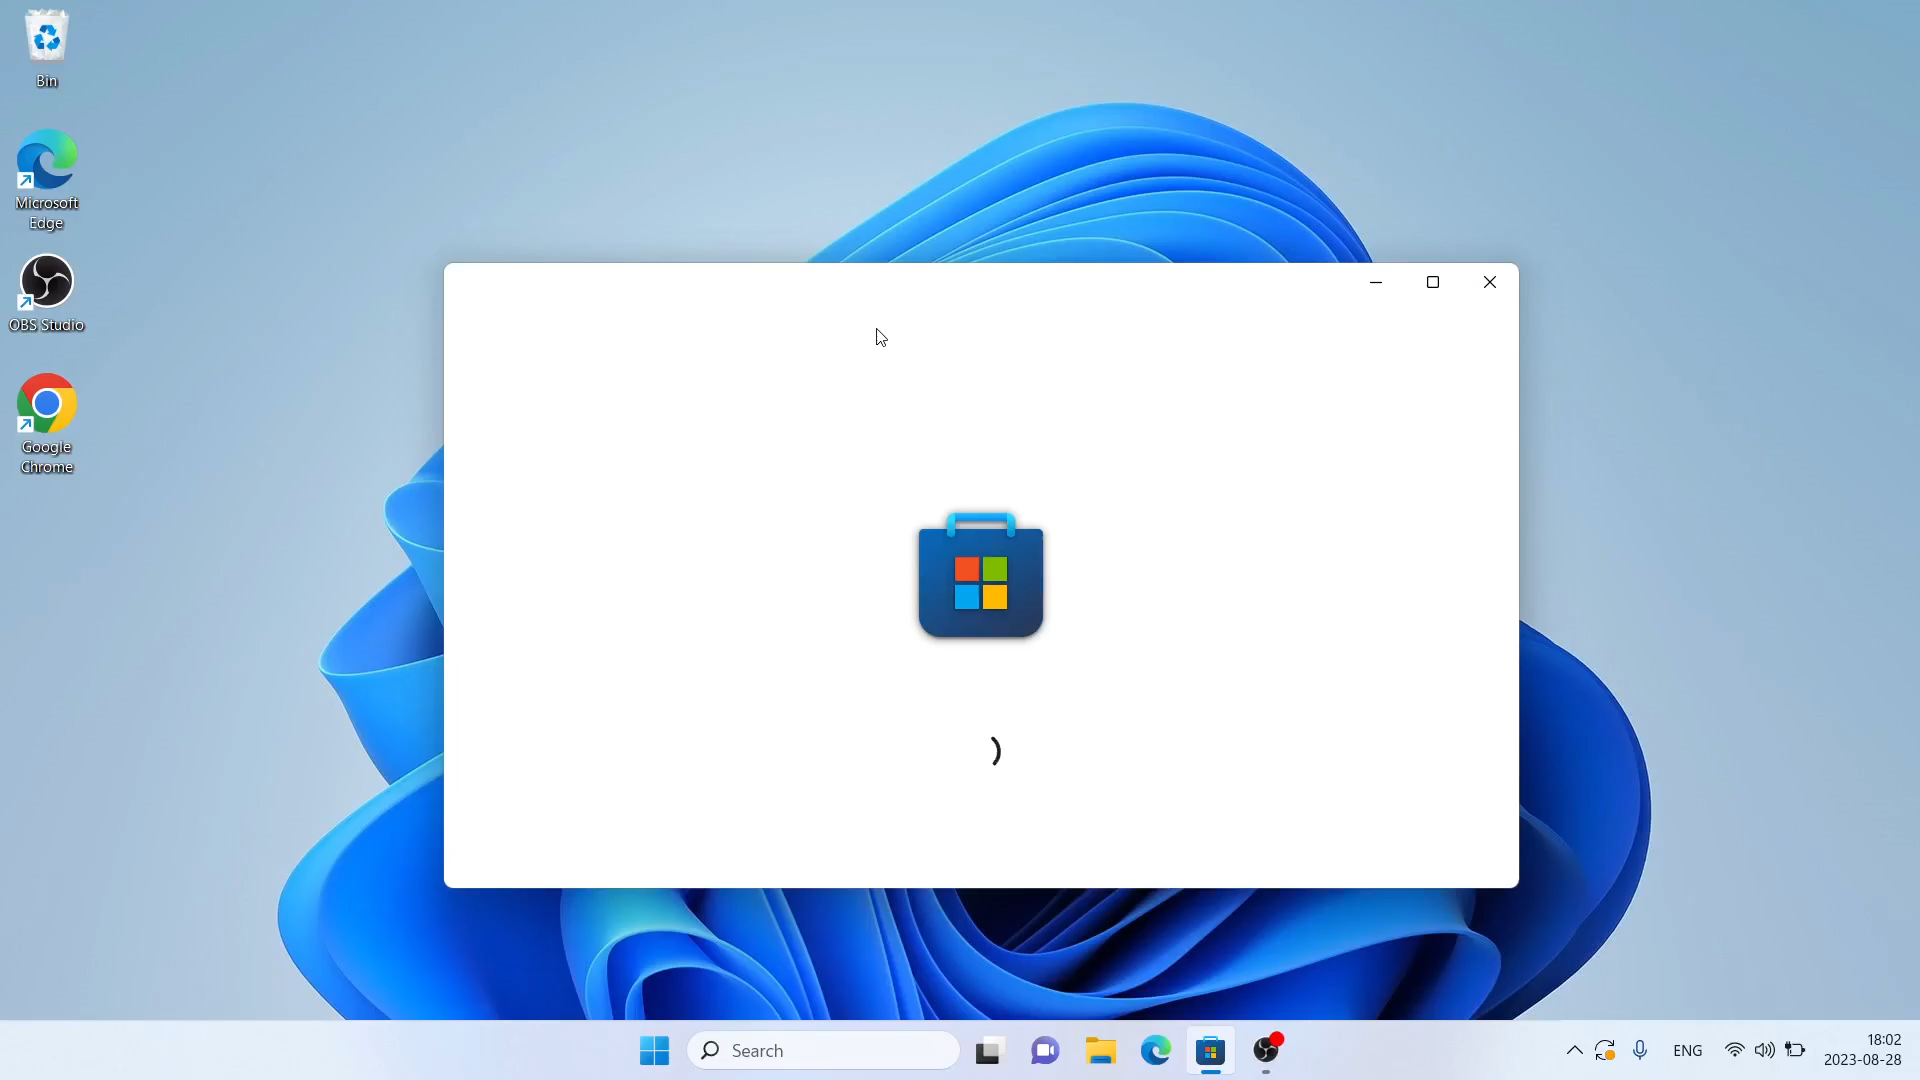 Bin
Microsoft
Edge
OBS Studio
Google
Chrome
Search
ENG
18:02
2023-08-28